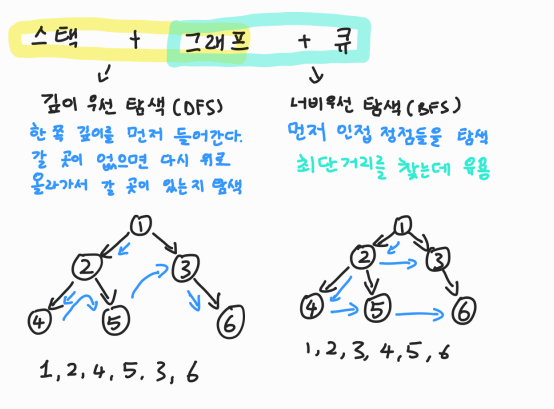 스택 + 그래프 + 큐
깊이 우선 탐색 (DFS)
한 쪽 깊이를 먼저 들어간다.
갈 곳이 없으면 다시 위로
올라가서 갈 곳이 있는지 탐색
너비우선 탐색 (BFS)
먼저 인접 정점들을 탐색
최단거리를 찾는데 유용
1
2 3
4 5 6
1, 2, 4, 5. 3, 6
1
2 3
4 5 6
1, 2, 3, 4, 5, 6